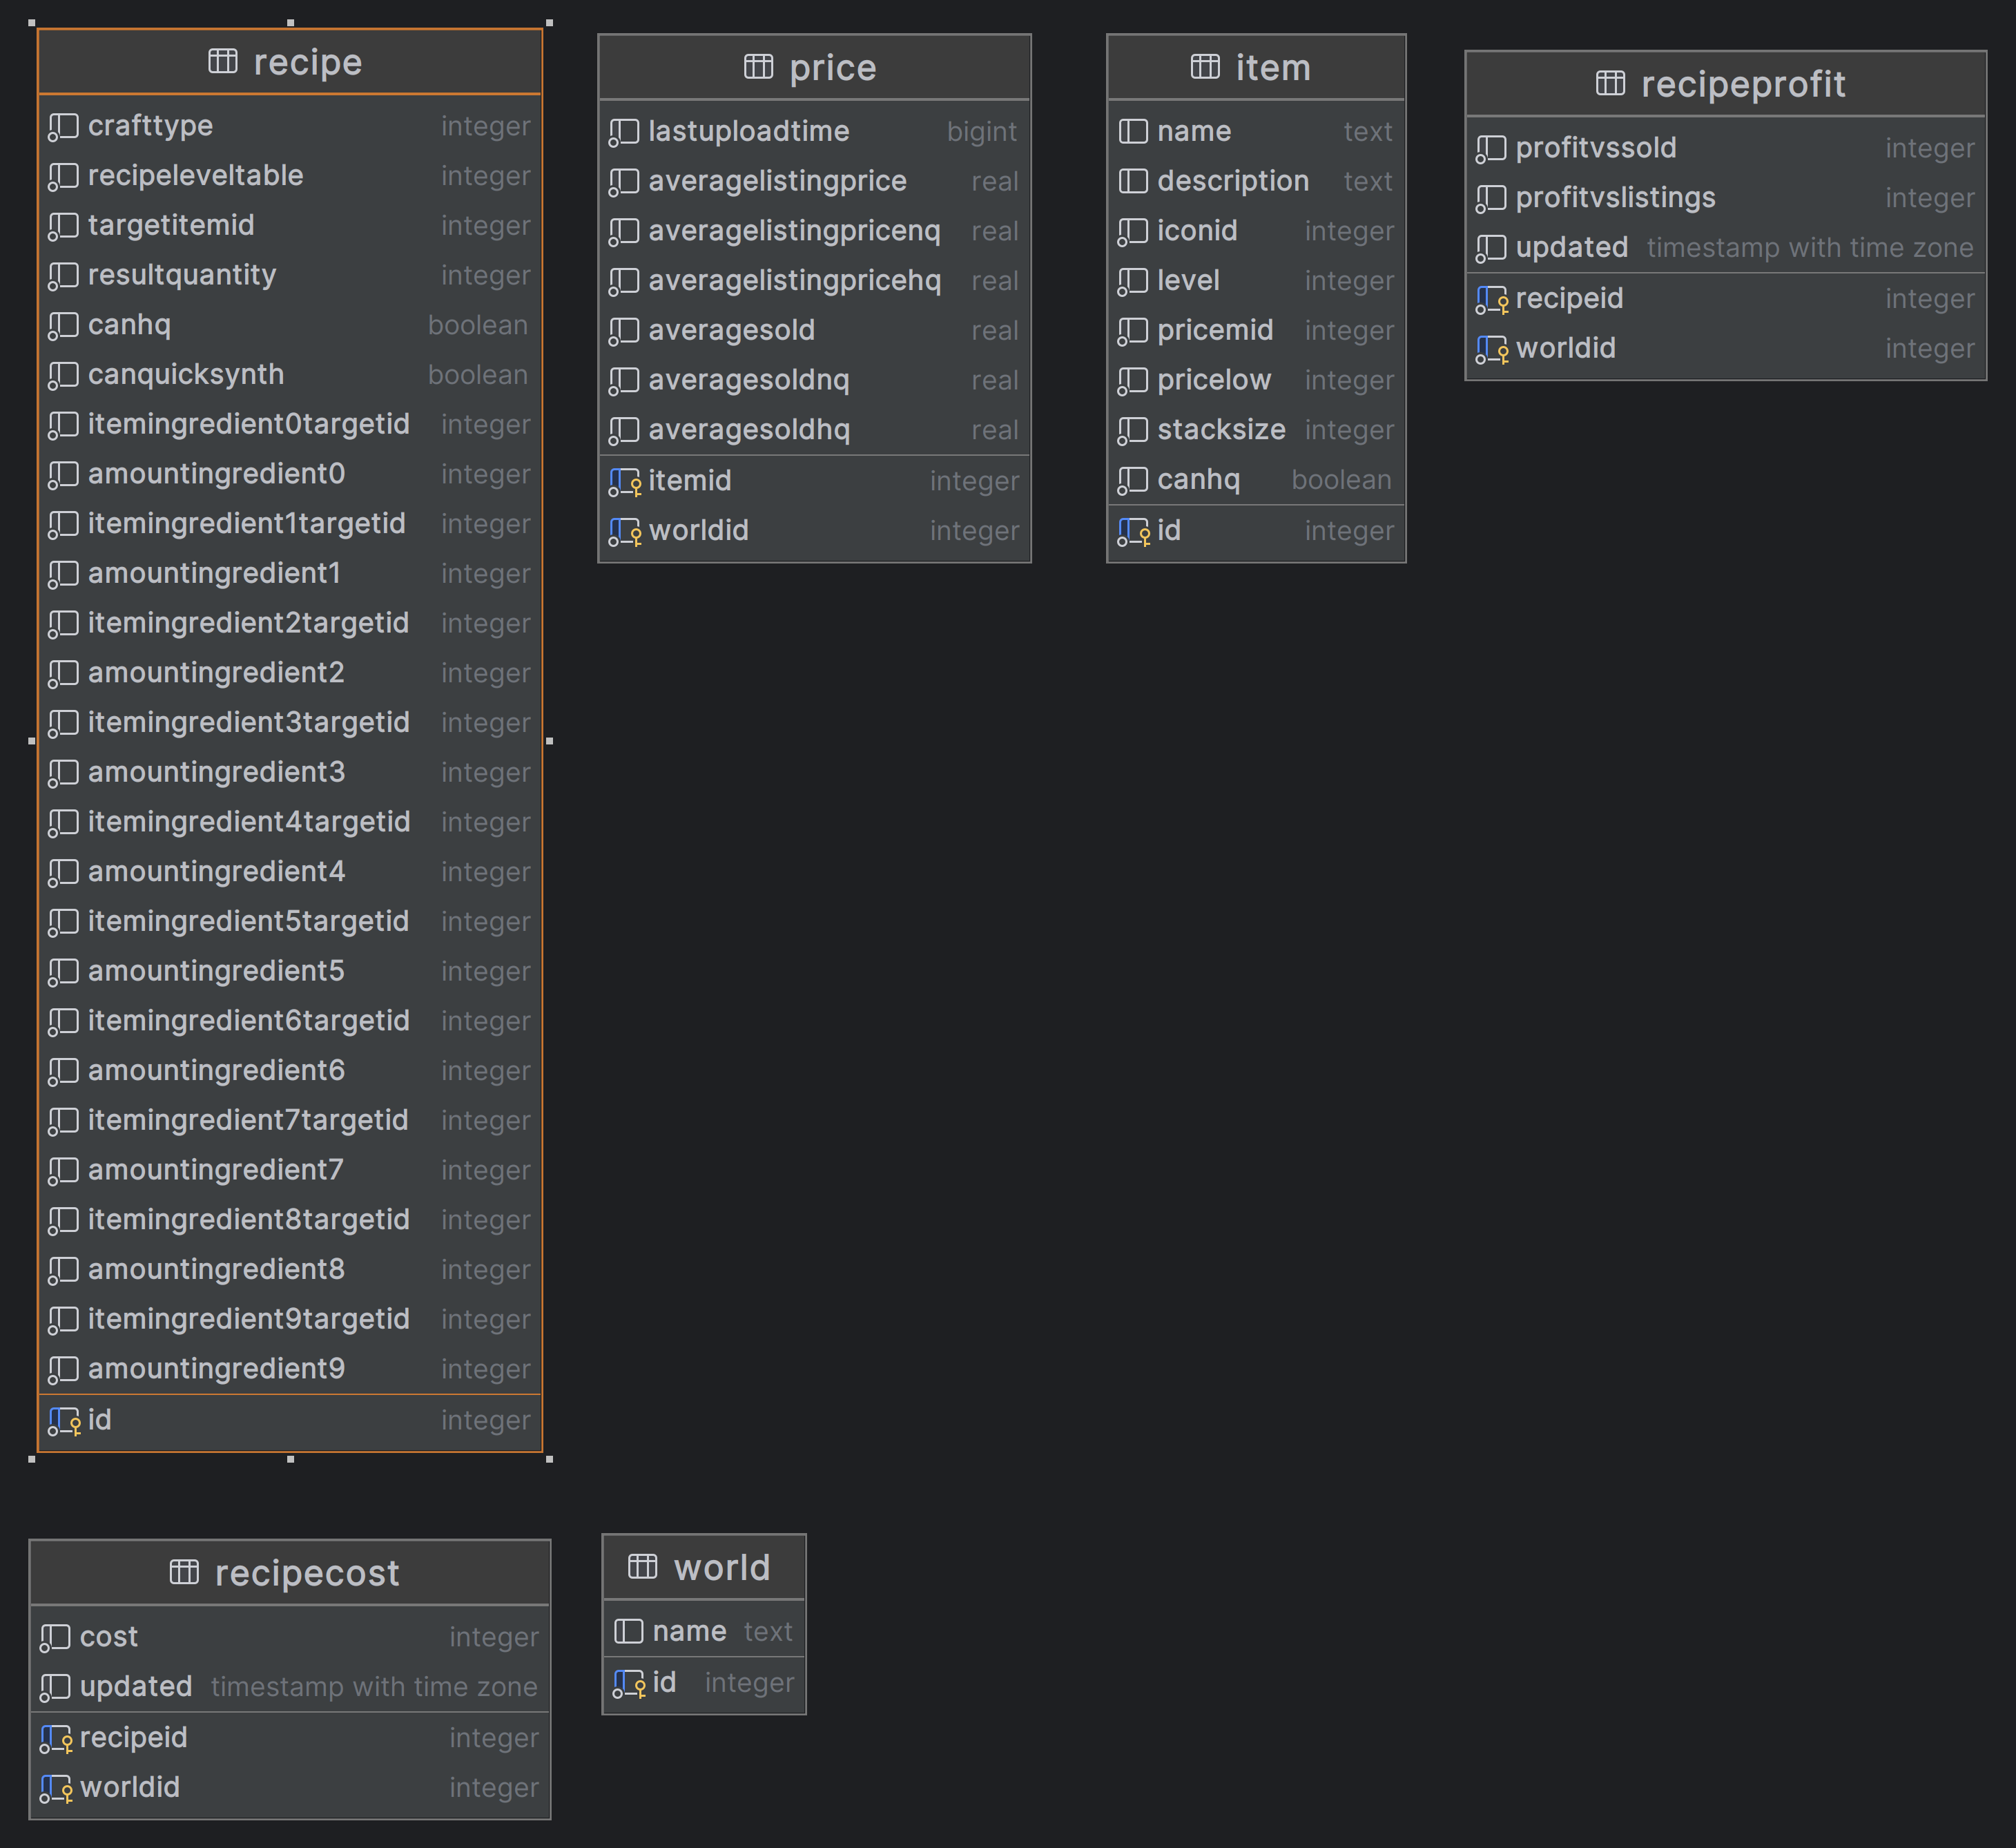 recipe
crafttype integer
recipeleveltable integer
targetitemid integer
resultquantity integer
canhq boolean
canquicksynth boolean
itemingredient0targetid integer
amountingredient0 integer
itemingredient1targetid integer
amountingredient1 integer
itemingredient2targetid integer
amountingredient2 integer
itemingredient3targetid integer
amountingredient3 integer
itemingredient4targetid integer
amountingredient4 integer
itemingredient5targetid integer
amountingredient5 integer
itemingredient6targetid integer
amountingredient6 integer
itemingredient7targetid integer
amountingredient7 integer
itemingredient8targetid integer
amountingredient8 integer
itemingredient9targetid integer
amountingredient9 integer
id integer
price
lastuploadtime bigint
averagelistingprice real
averagelistingpricenq real
averagelistingpricehq real
averagesold real
averagesoldnq real
averagesoldhq real
itemid integer
worldid integer
item
name text
description text
iconid integer
level integer
pricemid integer
pricelow integer
stacksize integer
canhq boolean
id integer
recipeprofit
profitvssold integer
profitvslistings integer
updated timestamp with time zone
recipeid integer
worldid integer
recipecost
cost integer
updated timestamp with time zone
recipeid integer
worldid integer
world
name text
id integer